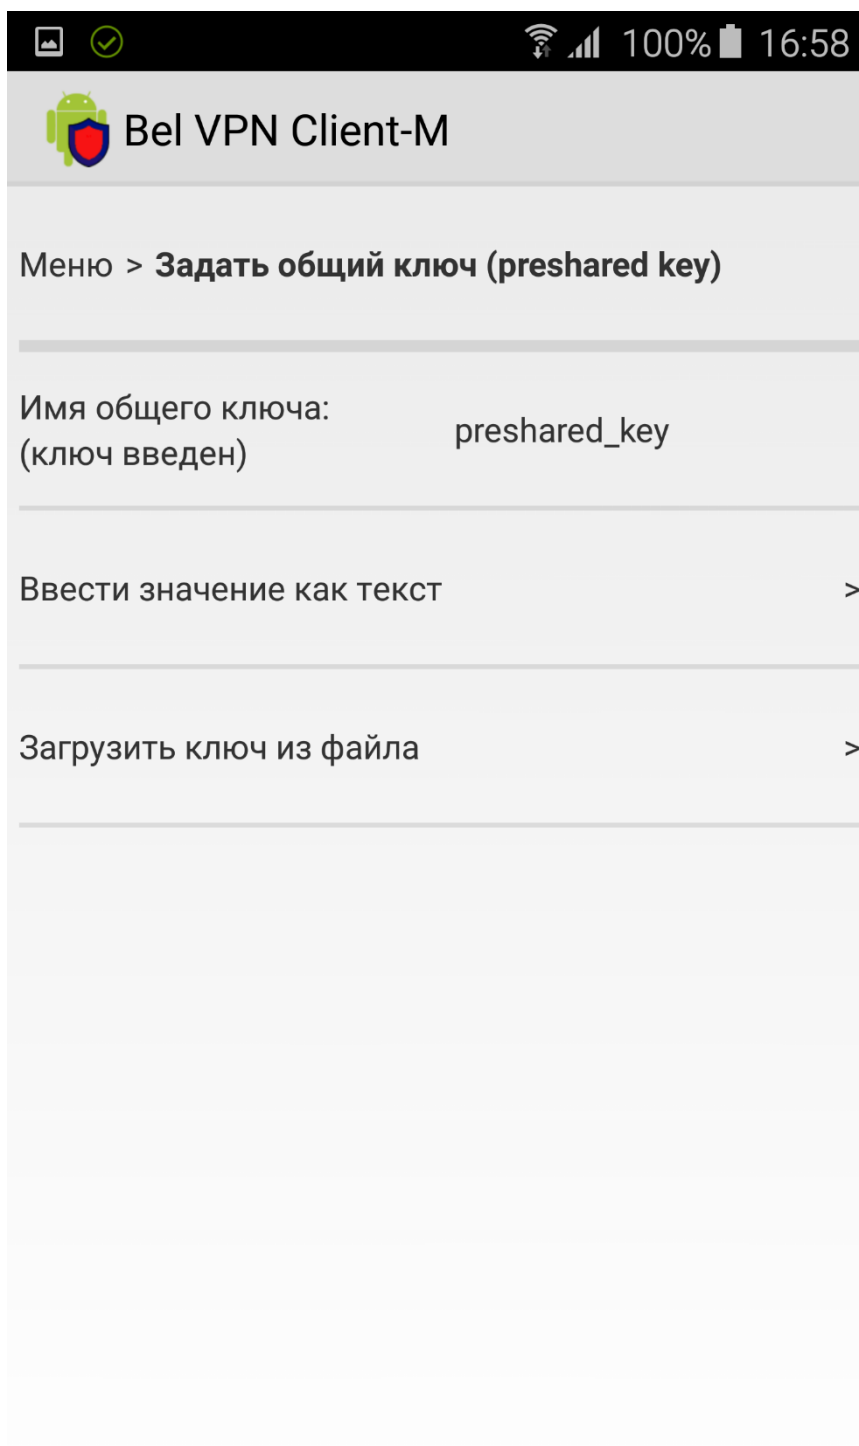 100% 16:58
Bel VPN Client-M
Меню > Задать общий ключ (preshared key)
Имя общего ключа:
(ключ введен)
preshared_key
Ввести значение как текст >
Загрузить ключ из файла >